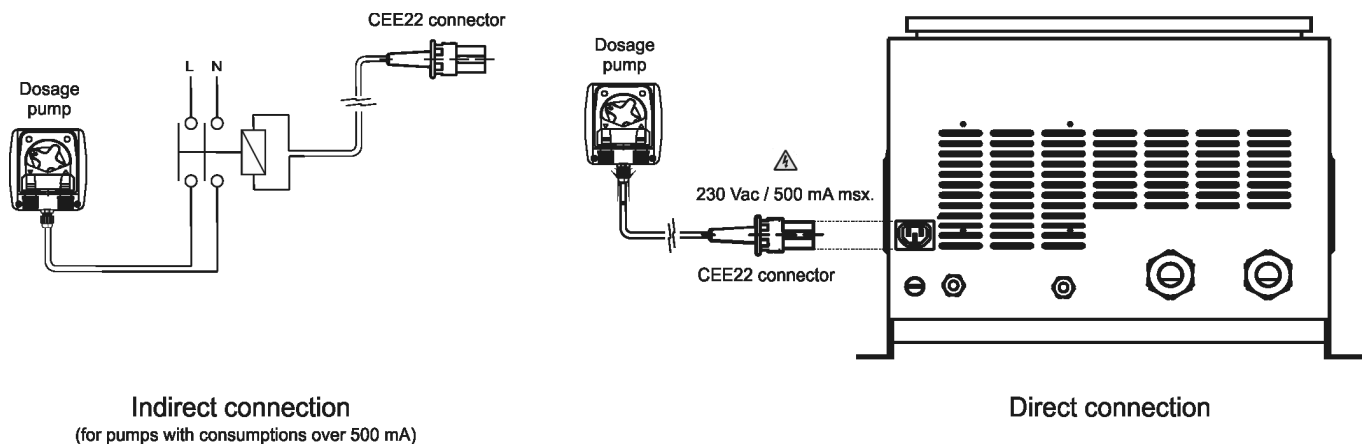 CEE22 connector
L N
Dosage
pump
Indirect connection
(for pumps with consumptions over 500 mA)
Dosage
pump
230 Vac / 500 mA msx.
CEE22 connector
Direct connection